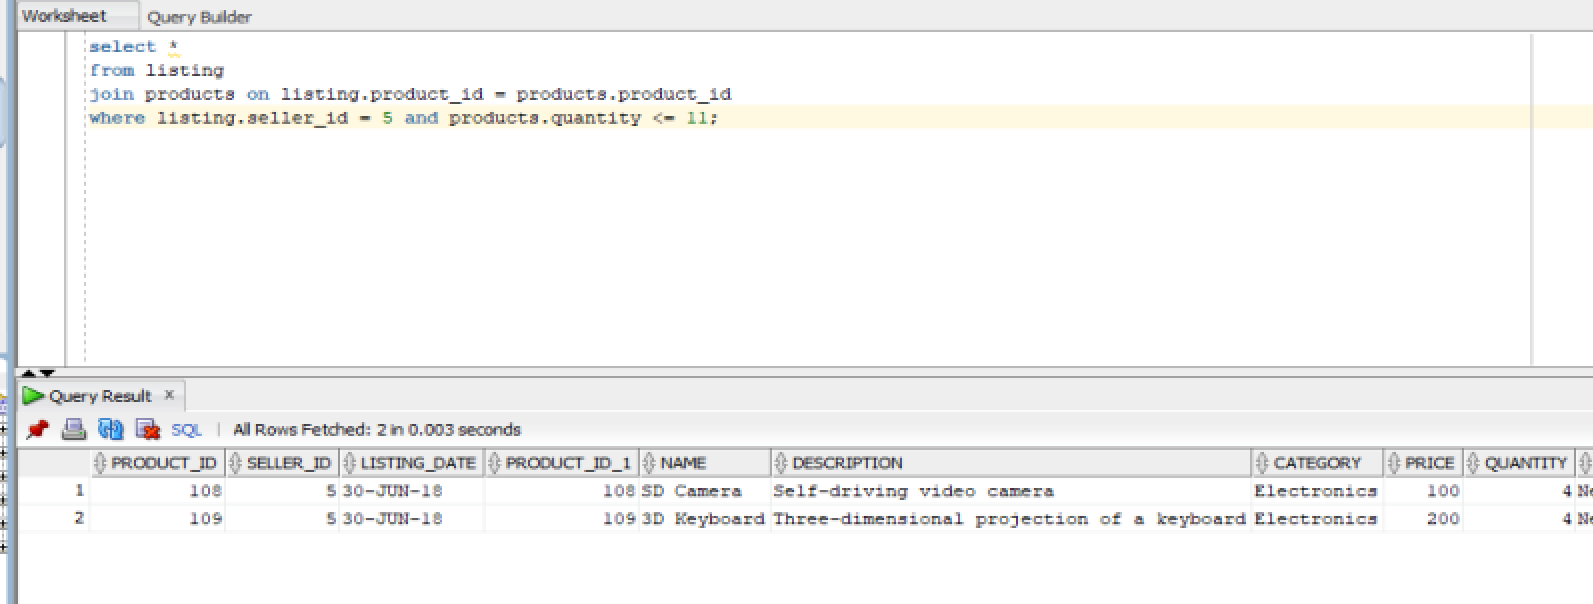 Worksheet Query Builder
select *
from listing
join products on listing.product_id = products.product_id
where listing.seller_id = 5 and products.quantity <= 11;
Query Result ×
SQL | All Rows Fetched: 2 in 0.003 seconds
PRODUCT_ID SELLER_ID LISTING_DATE PRODUCT_ID_1 NAME DESCRIPTION CATEGORY PRICE QUANTITY
1 108 5 30-JUN-18 108 SD Camera Self-driving video camera Electronics 100 4 Ne
2 109 5 30-JUN-18 109 3D Keyboard Three-dimensional projection of a keyboard Electronics 200 4 Ne